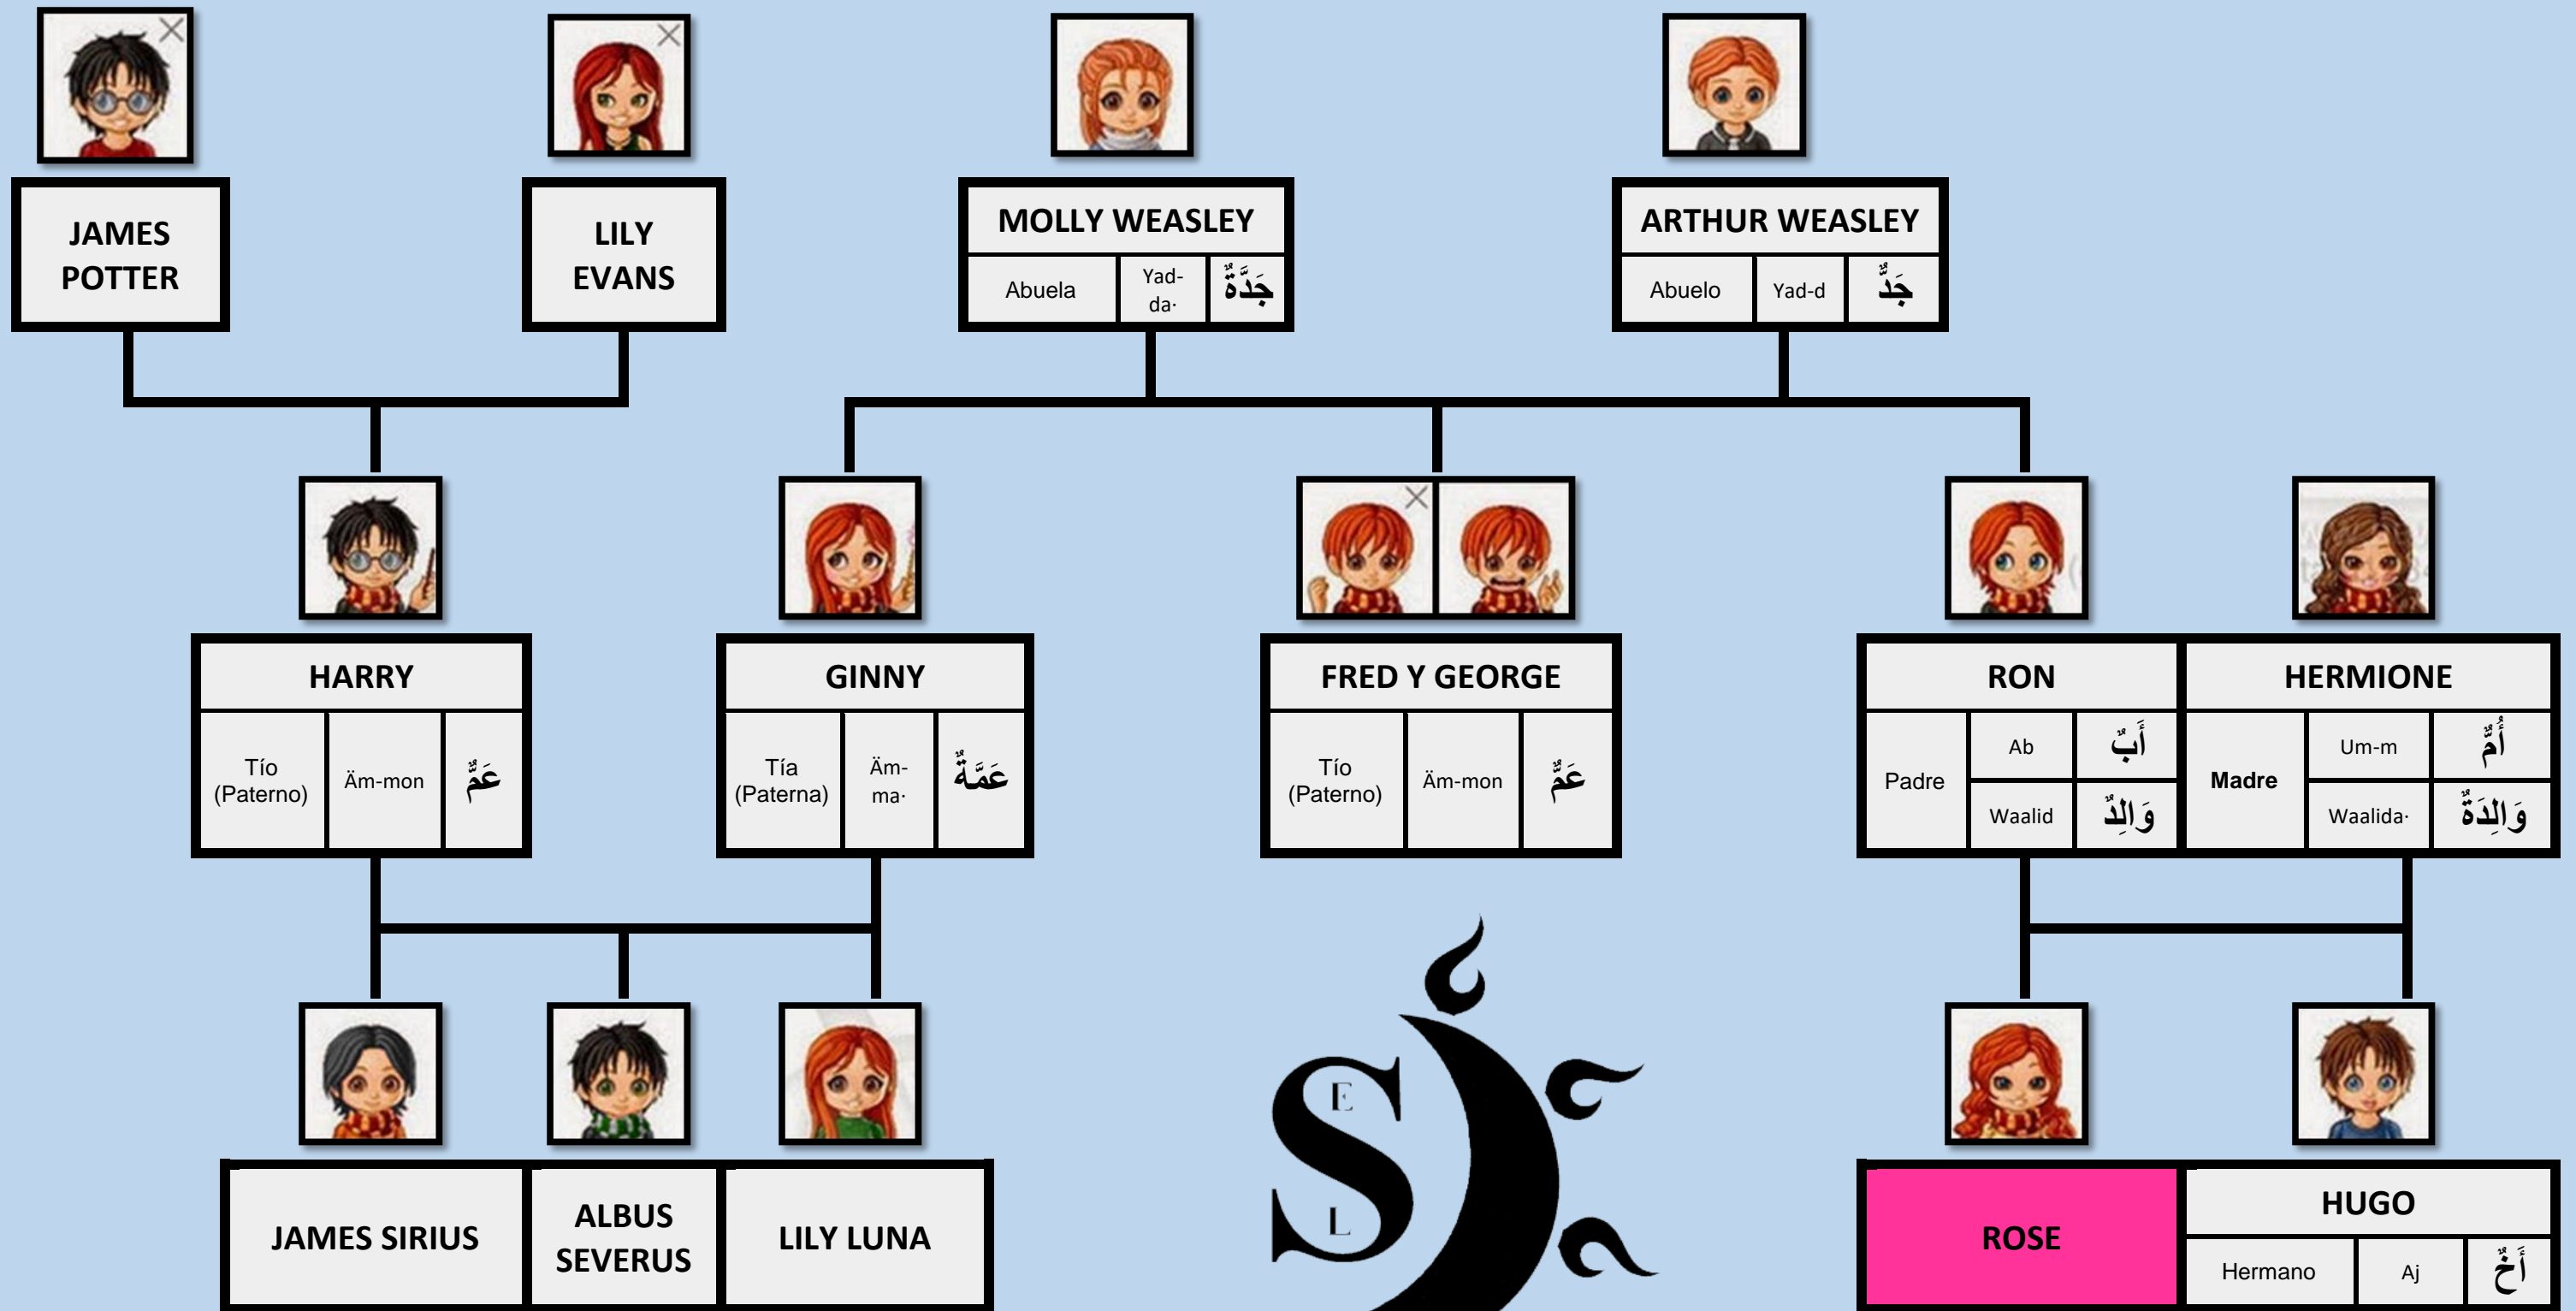 JAMES
POTTER
LILY
EVANS
MOLLY WEASLEY
Abuela
Yad-
da·
جَدَّةٌ
ARTHUR WEASLEY
Abuelo
Yad-d
جَدٌّ
HARRY
Tío
(Paterno)
Äm-mon
عَمٌّ
GINNY
Tía
(Paterna)
Äm-
ma·
عَمَّةٌ
FRED Y GEORGE
Tío
(Paterno)
Äm-mon
عَمٌّ
RON
Padre
Ab
أَبٌ
Waalid
وَالِدٌ
HERMIONE
Madre
Um-m
أُمٌّ
Waalida·
وَالِدَةٌ
JAMES SIRIUS
ALBUS
SEVERUS
LILY LUNA
S
E
L
ROSE
HUGO
Hermano
Aj
أَخٌ